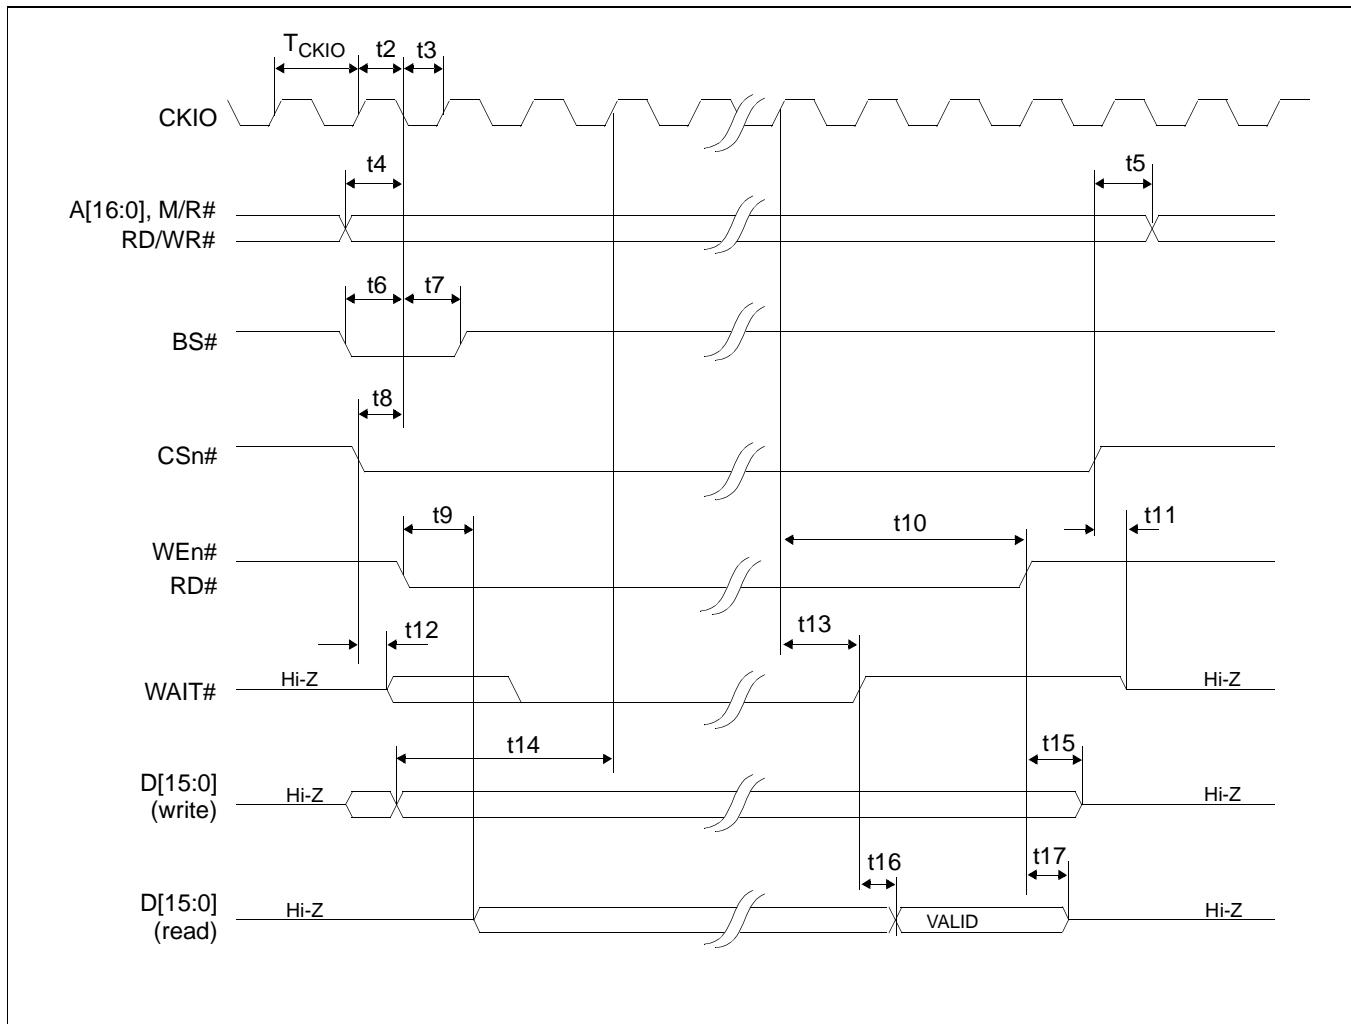 TCKIO t2 t3
CKIO
t4 t5
A[16:0], M/R#
RD/WR#
t6 t7
BS#
t8
CSn#
t9 t10 t11
WEn#
RD#
t12 t13
WAIT# Hi-Z Hi-Z
t14 t15
D[15:0]
(write) Hi-Z Hi-Z
t16 t17
D[15:0]
(read) Hi-Z VALID Hi-Z